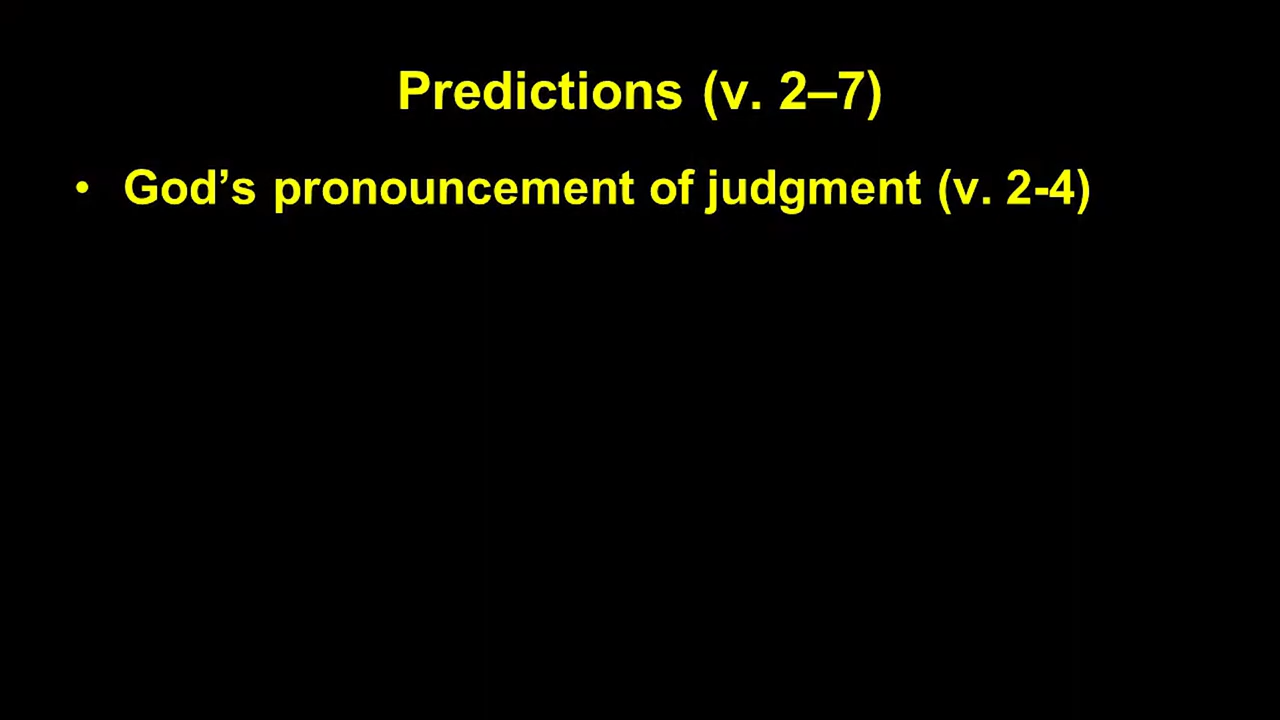 Predictions (v. 2–7)
• God’s pronouncement of judgment (v. 2-4)